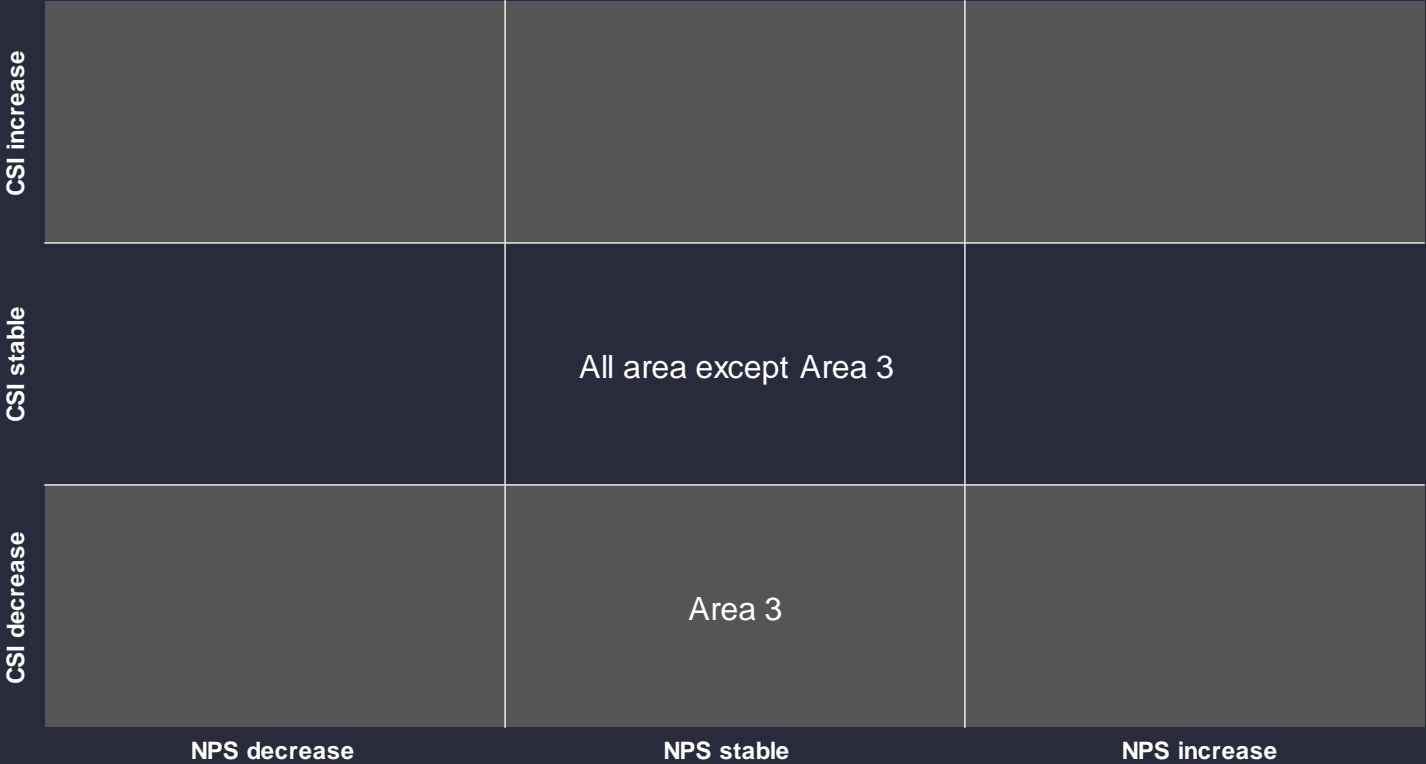 CSI increase
CSI stable
All area except Area 3
CSI decrease
Area 3
NPS decrease
NPS stable
NPS increase